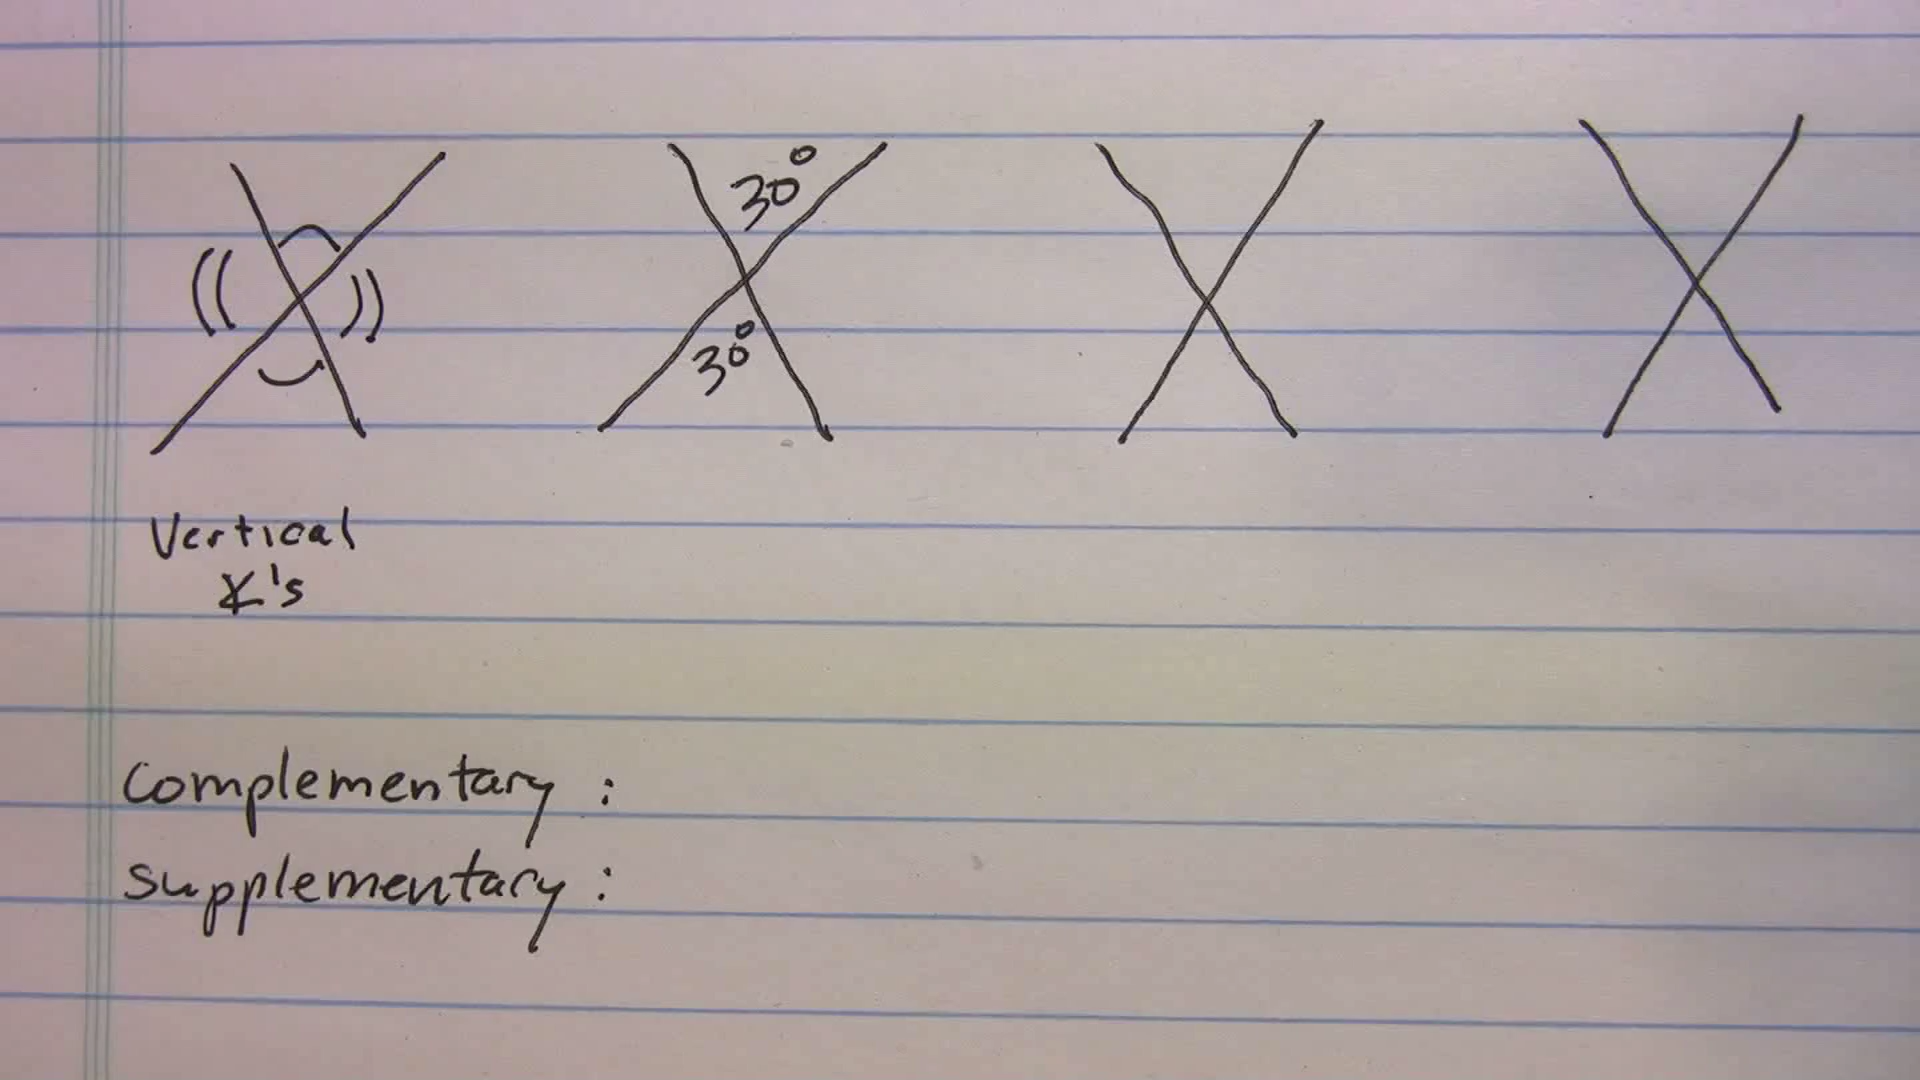 30°
30°
Vertical
∡'s
complementary :
supplementary :